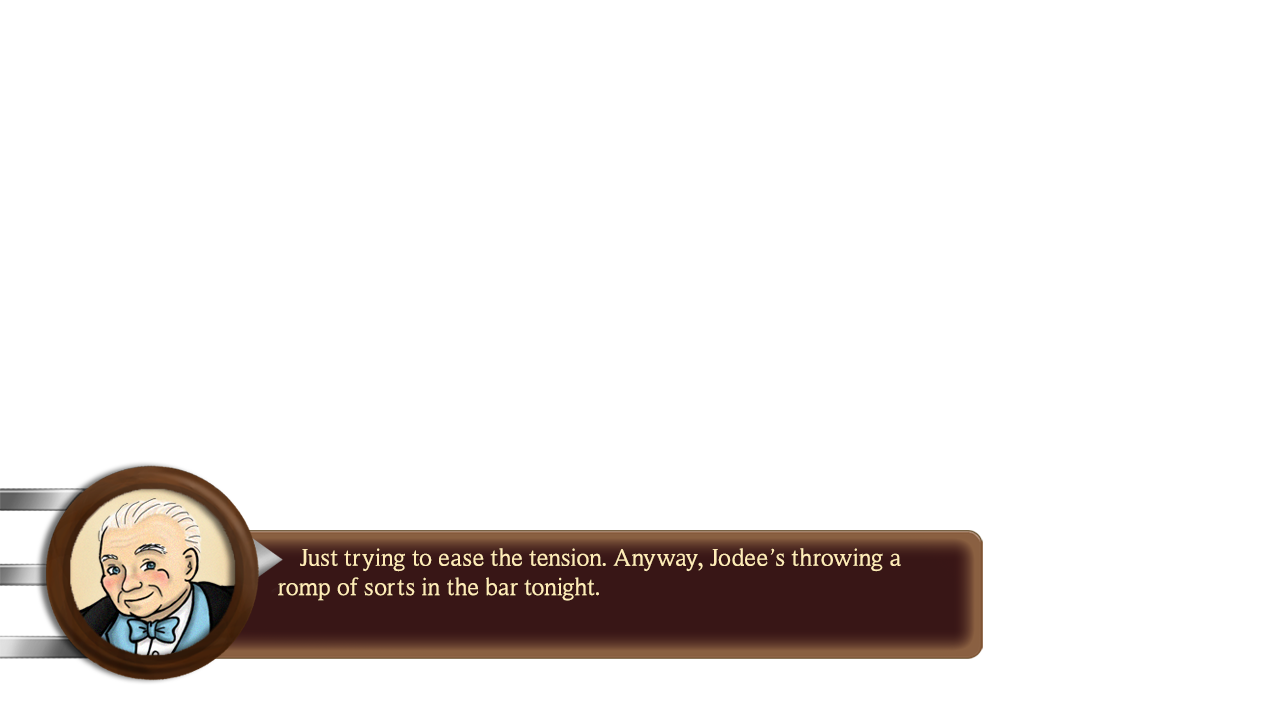 Just trying to ease the tension. Anyway, Jodee's throwing a
romp of sorts in the bar tonight.